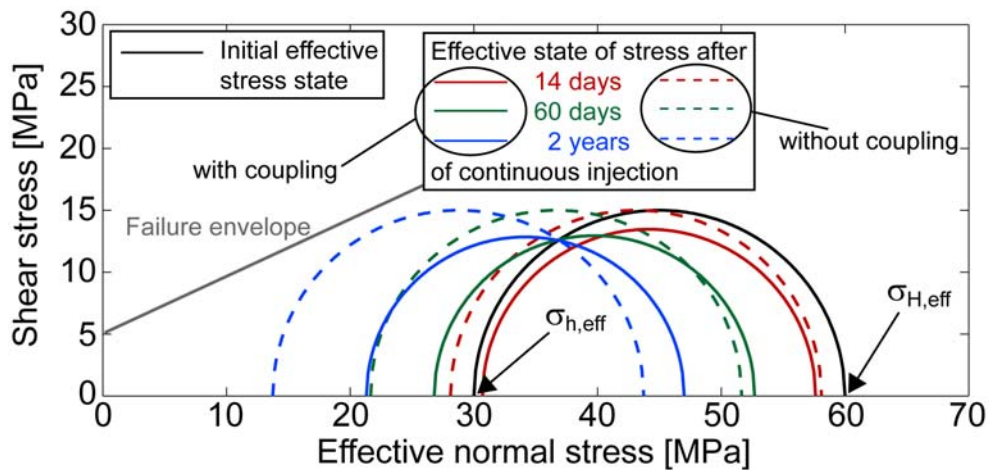 30
25
20
15
10
5
0
Shear stress [MPa]
Initial effective
stress state
Effective state of stress after
14 days
60 days
2 years
of continuous injection
with coupling
without coupling
Failure envelope
σh,eff
σH,eff
0 10 20 30 40 50 60 70
Effective normal stress [MPa]